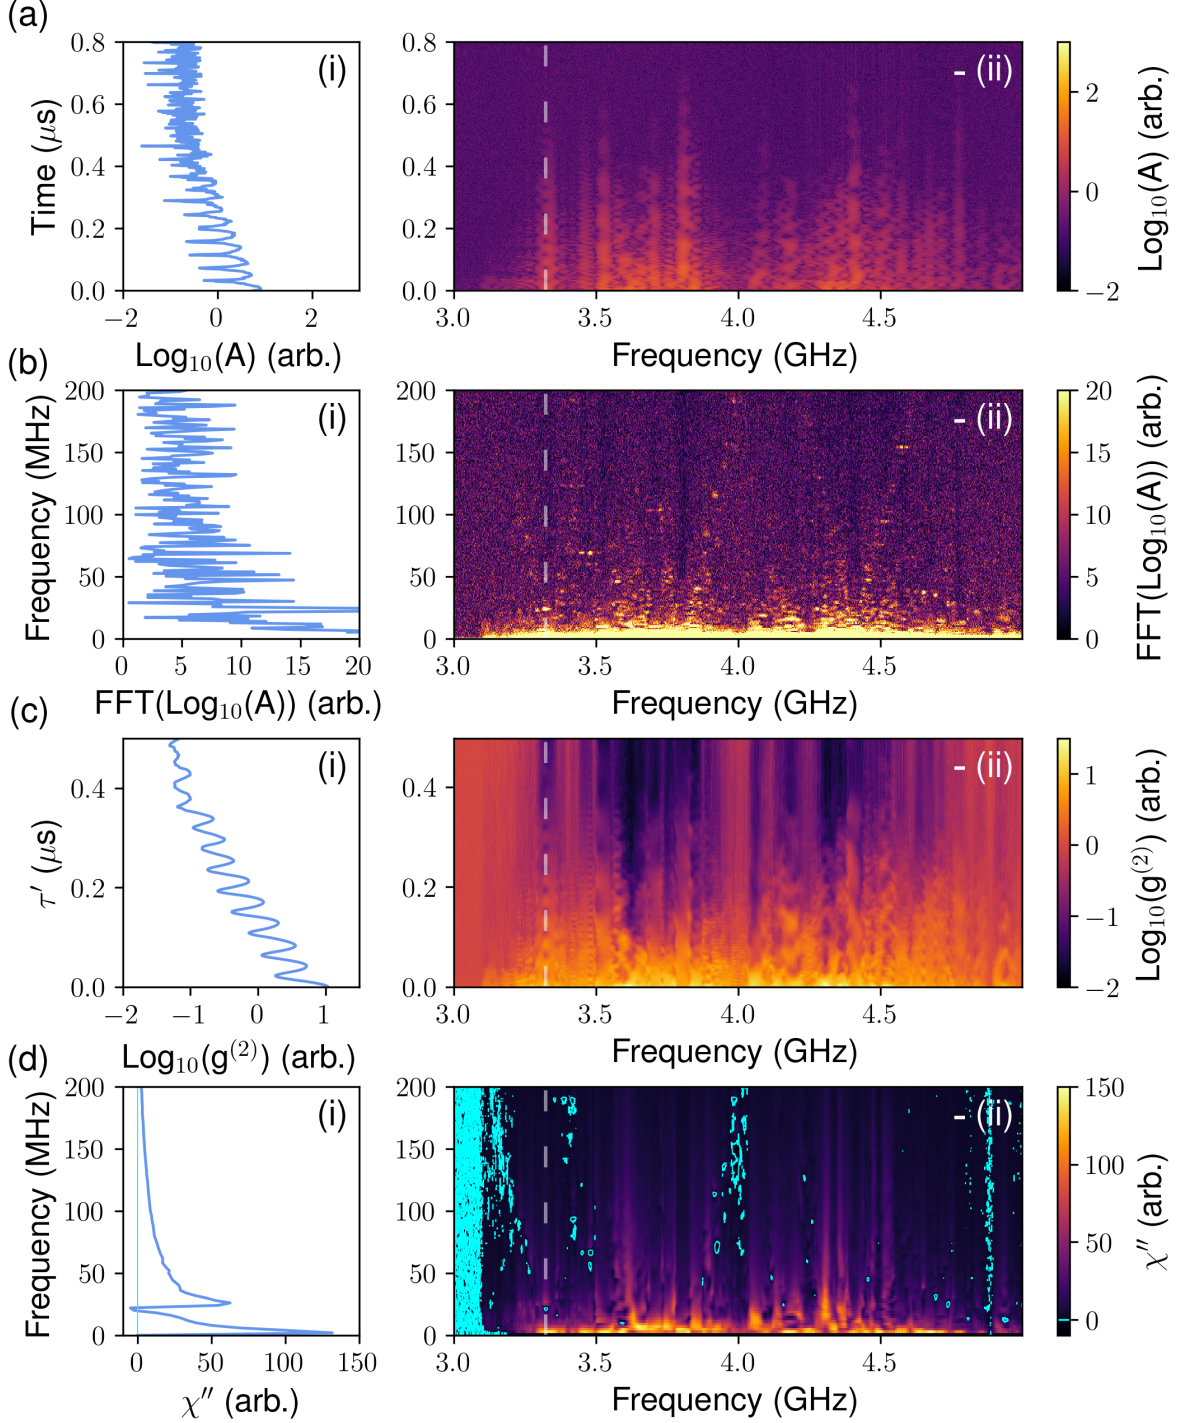 (a)
0.8
0.6
0.4
0.2
0.0
Time (μs)
(i)
−2 0 2
Log₁₀(A) (arb.)
0.8
0.6
0.4
0.2
0.0
- (ii)
3.0 3.5 4.0 4.5
Frequency (GHz)
2
0
−2
Log₁₀(A) (arb.)
(b)
200
150
100
50
0
Frequency (MHz)
(i)
0 5 10 15 20
FFT(Log₁₀(A)) (arb.)
200
150
100
50
0
- (ii)
3.0 3.5 4.0 4.5
Frequency (GHz)
20
15
10
5
0
FFT(Log₁₀(A)) (arb.)
(c)
0.4
0.2
0.0
τ′ (μs)
(i)
−2 −1 0 1
Log₁₀(g⁽²⁾) (arb.)
0.4
0.2
0.0
- (ii)
3.0 3.5 4.0 4.5
Frequency (GHz)
1
0
−1
−2
Log₁₀(g⁽²⁾) (arb.)
(d)
200
150
100
50
0
Frequency (MHz)
(i)
0 50 100 150
χ″ (arb.)
200
150
100
50
0
- (ii)
3.0 3.5 4.0 4.5
Frequency (GHz)
150
100
50
0
χ″ (arb.)